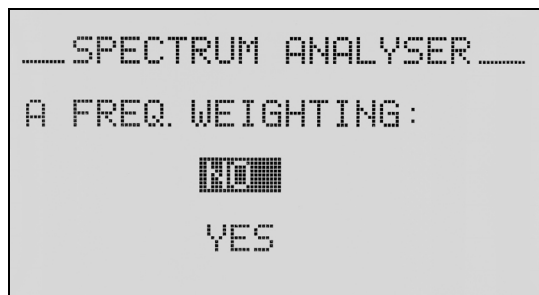 SPECTRUM ANALYSER
A FREQ. WEIGHTING:
NO
YES